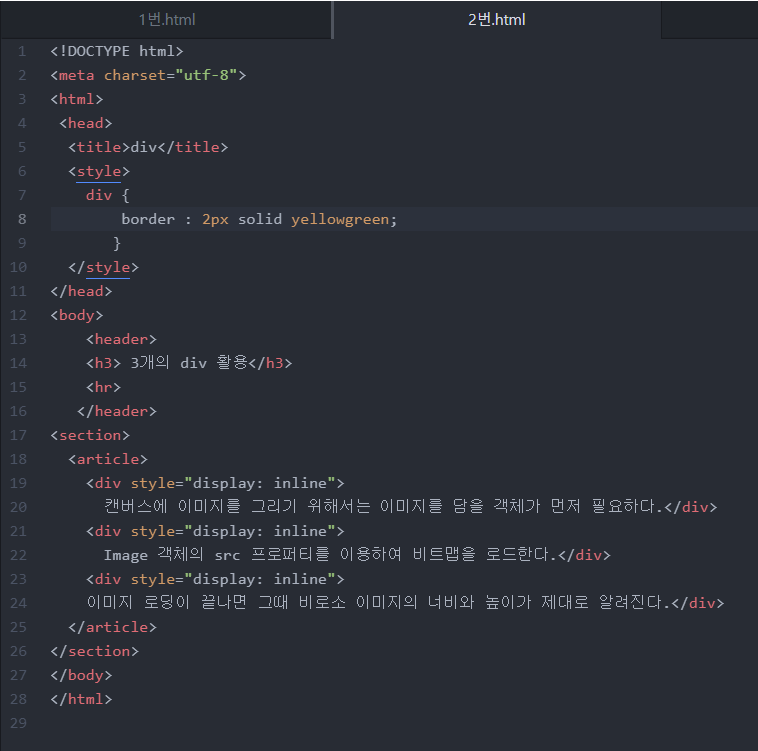 1번.html 2번.html
1 <!DOCTYPE html>
2 <meta charset="utf-8">
3 <html>
4 <head>
5 <title>div</title>
6 <style>
7 div {
8 border : 2px solid yellowgreen;
9 }
10 </style>
11 </head>
12 <body>
13 <header>
14 <h3> 3개의 div 활용</h3>
15 <hr>
16 </header>
17 <section>
18 <article>
19 <div style="display: inline">
20 캔버스에 이미지를 그리기 위해서는 이미지를 담을 객체가 먼저 필요하다.</div>
21 <div style="display: inline">
22 Image 객체의 src 프로퍼티를 이용하여 비트맵을 로드한다.</div>
23 <div style="display: inline">
24 이미지 로딩이 끝나면 그때 비로소 이미지의 너비와 높이가 제대로 알려진다.</div>
25 </article>
26 </section>
27 </body>
28 </html>
29